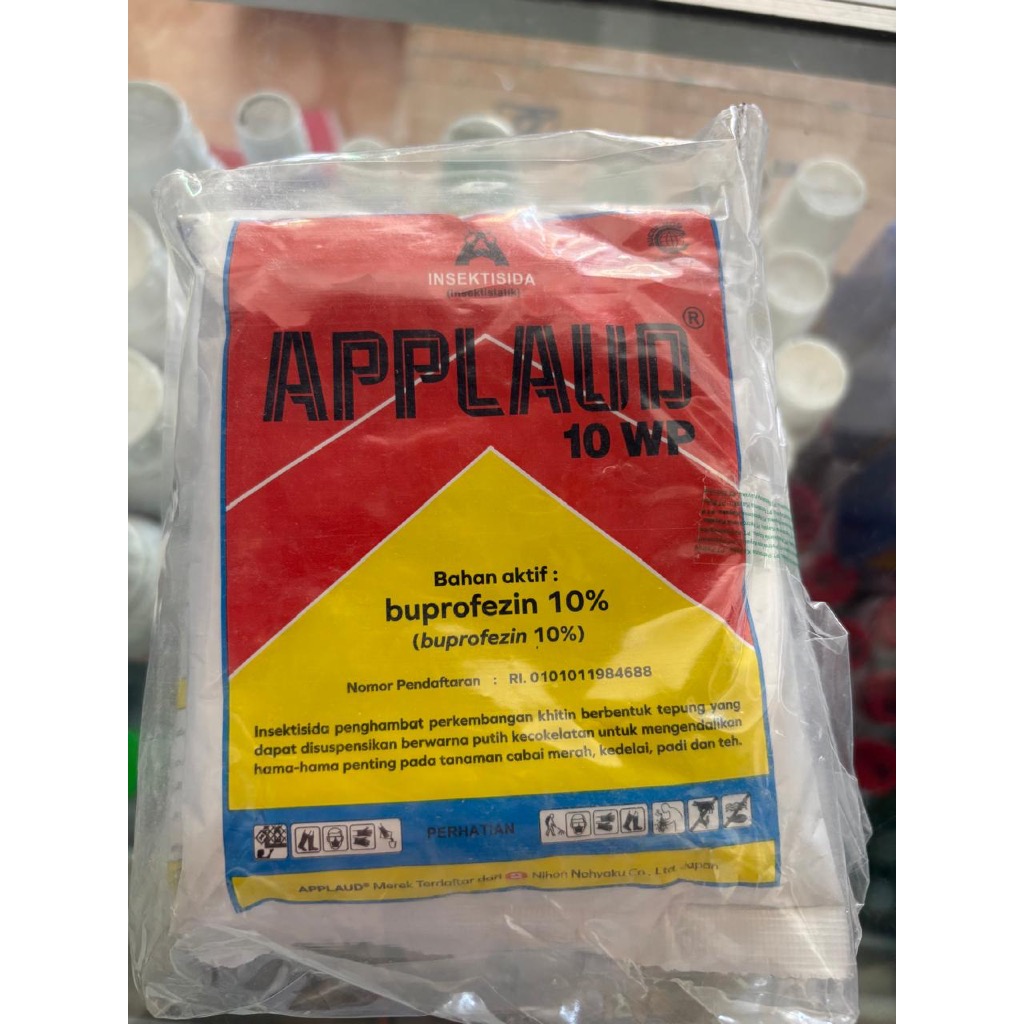 INSEKTISIDA
(Insektistatik)
APPLAUD®
10 WP
Bahan aktif :
buprofezin 10%
(buprofezin 10%)
Nomor Pendaftaran : RI. 0101011984688
Insektisida penghambat perkembangan khitin berbentuk tepung yang
dapat disuspensikan berwarna putih kecokelatan untuk mengendalikan
hama-hama penting pada tanaman cabai merah, kedelai, padi dan teh.
PERHATIAN
APPLAUD® Merek Terdaftar dari Nihon Nohyaku Co., Ltd. Japan